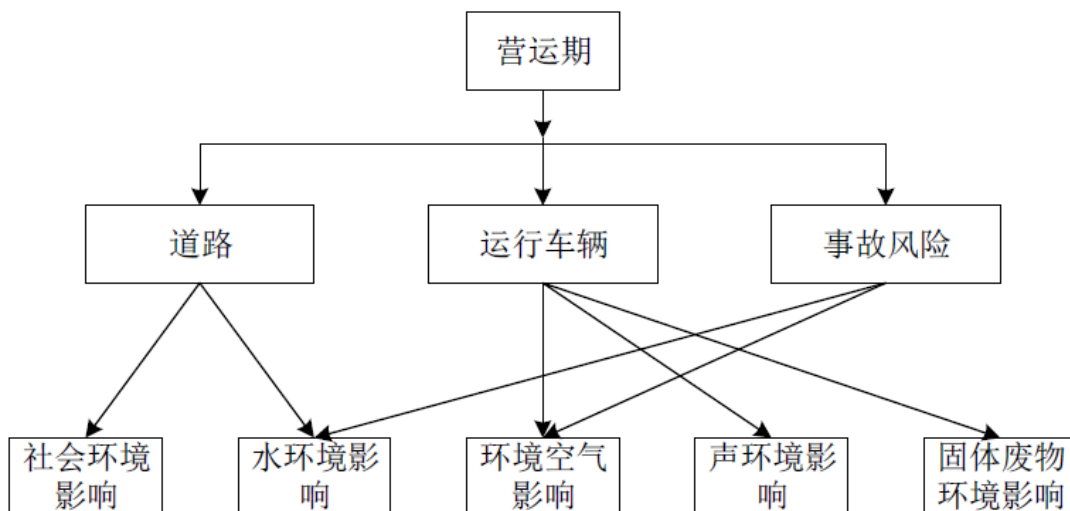 营运期
道路
运行车辆
事故风险
社会环境
影响
水环境影
响
环境空气
影响
声环境影
响
固体废物
环境影响